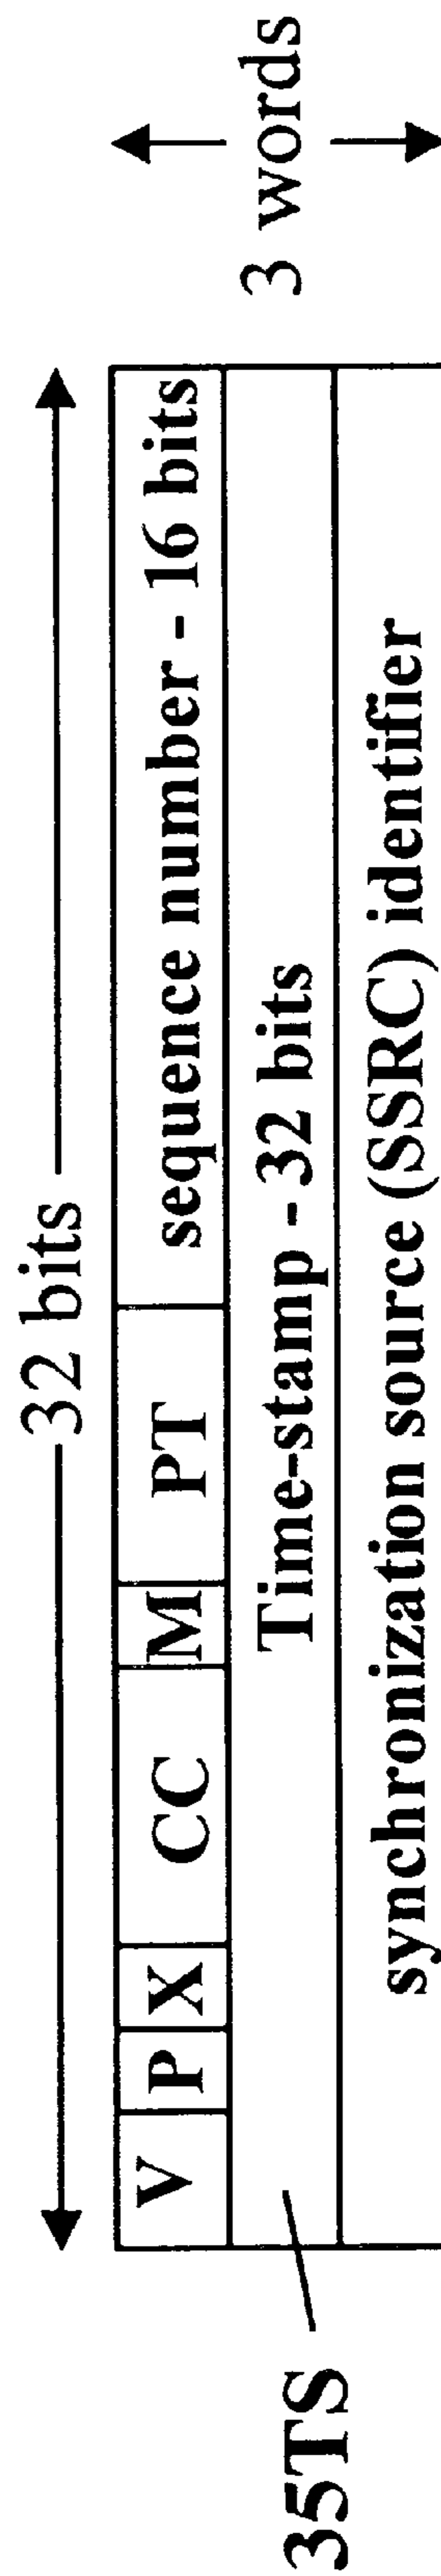 32 bits
V P X CC M PT sequence number - 16 bits
35TS Time-stamp - 32 bits 3 words
synchronization source (SSRC) identifier